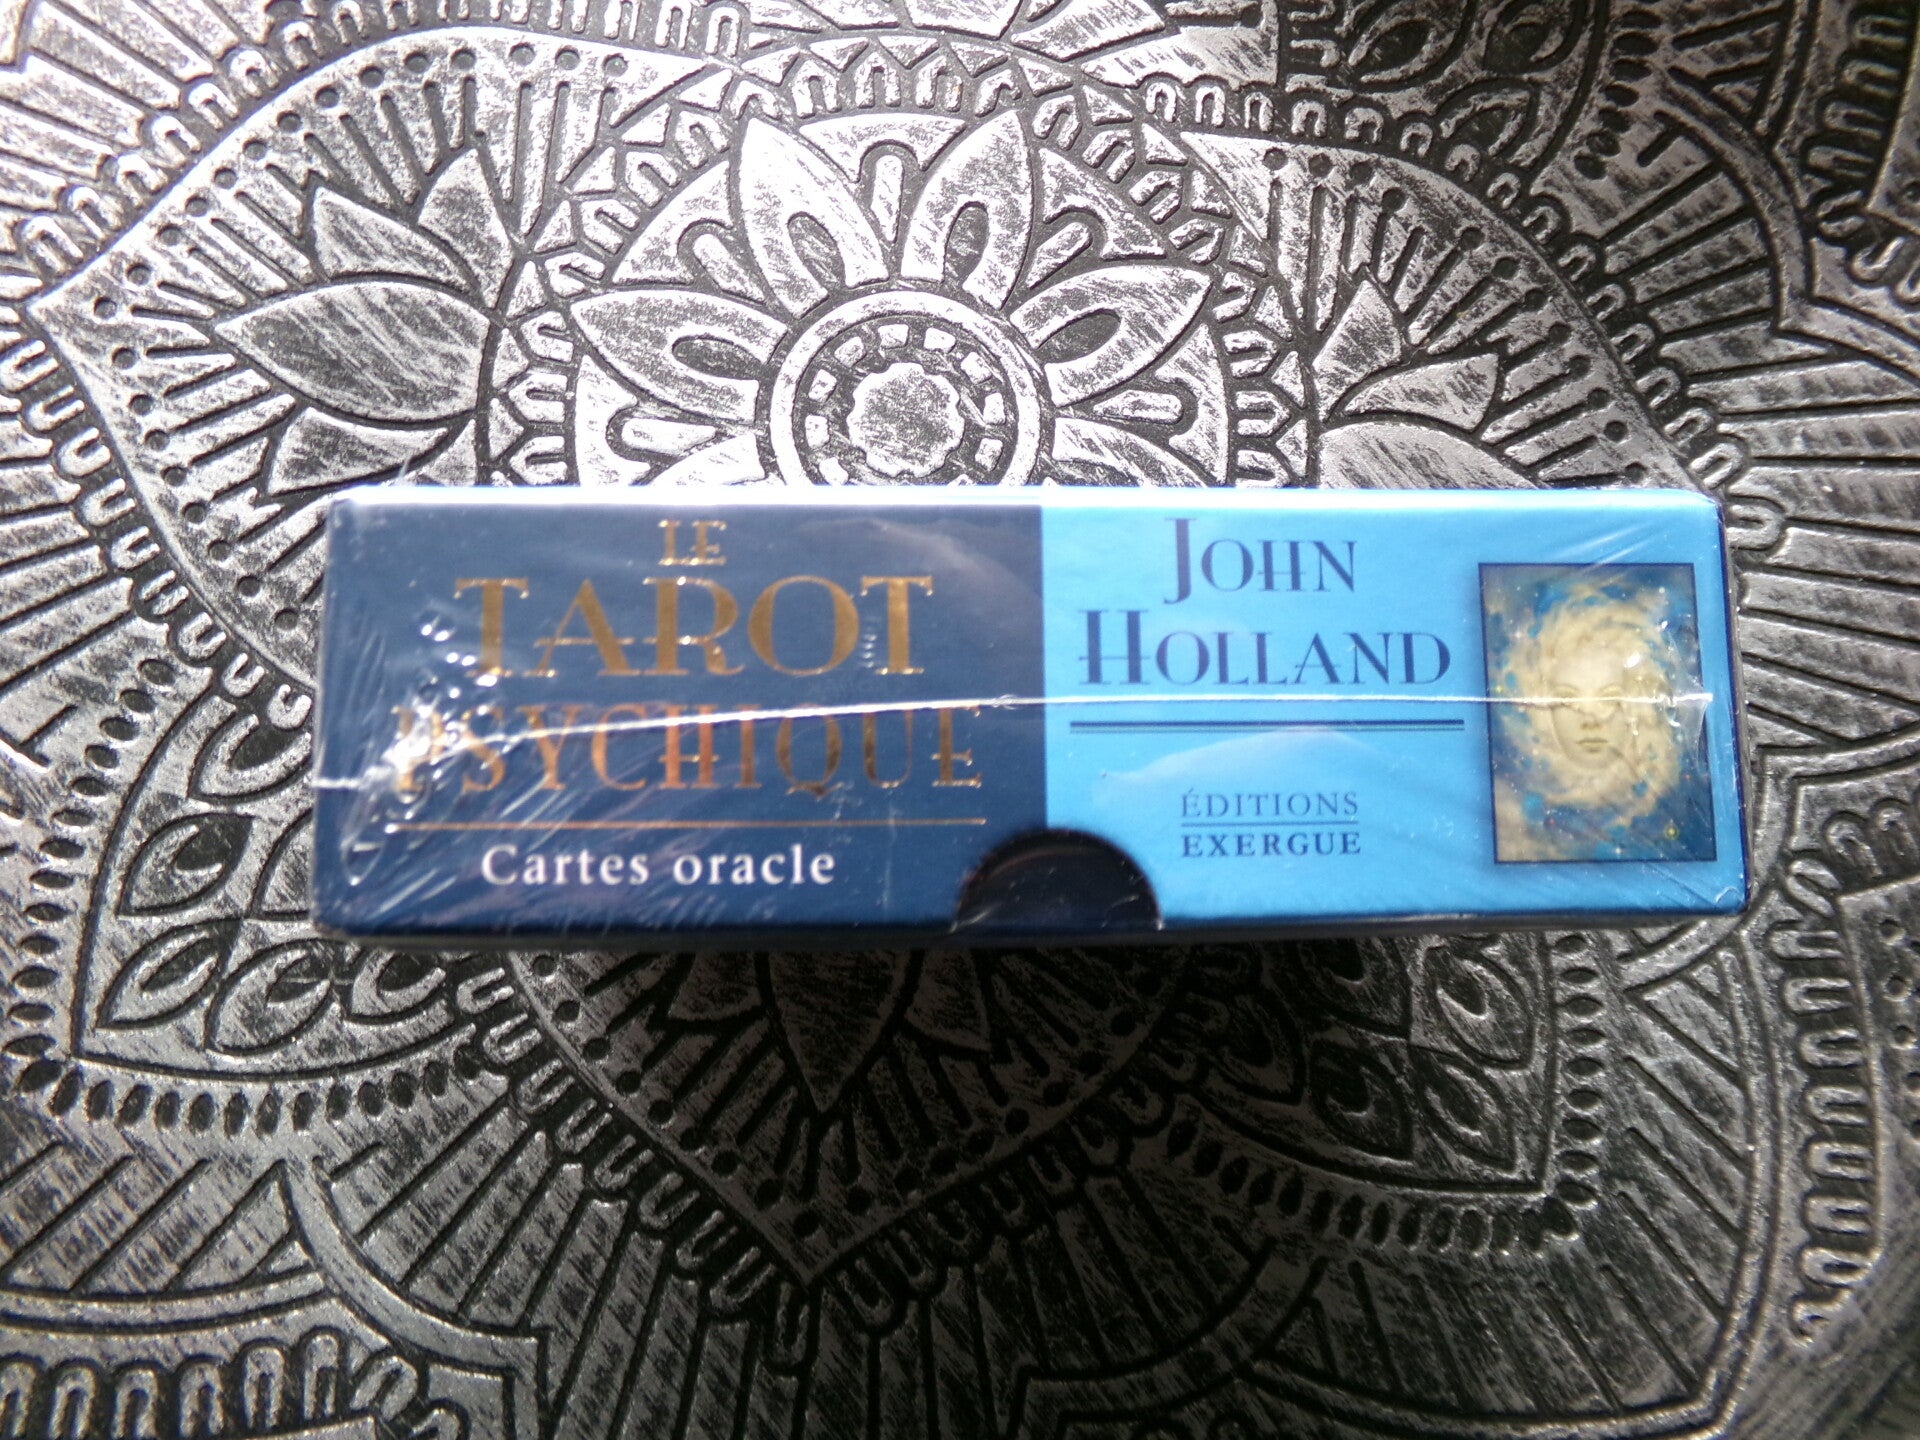 LE
TAROT
PSYCHIQUE
Cartes oracle
JOHN
HOLLAND
ÉDITIONS
EXERGUE